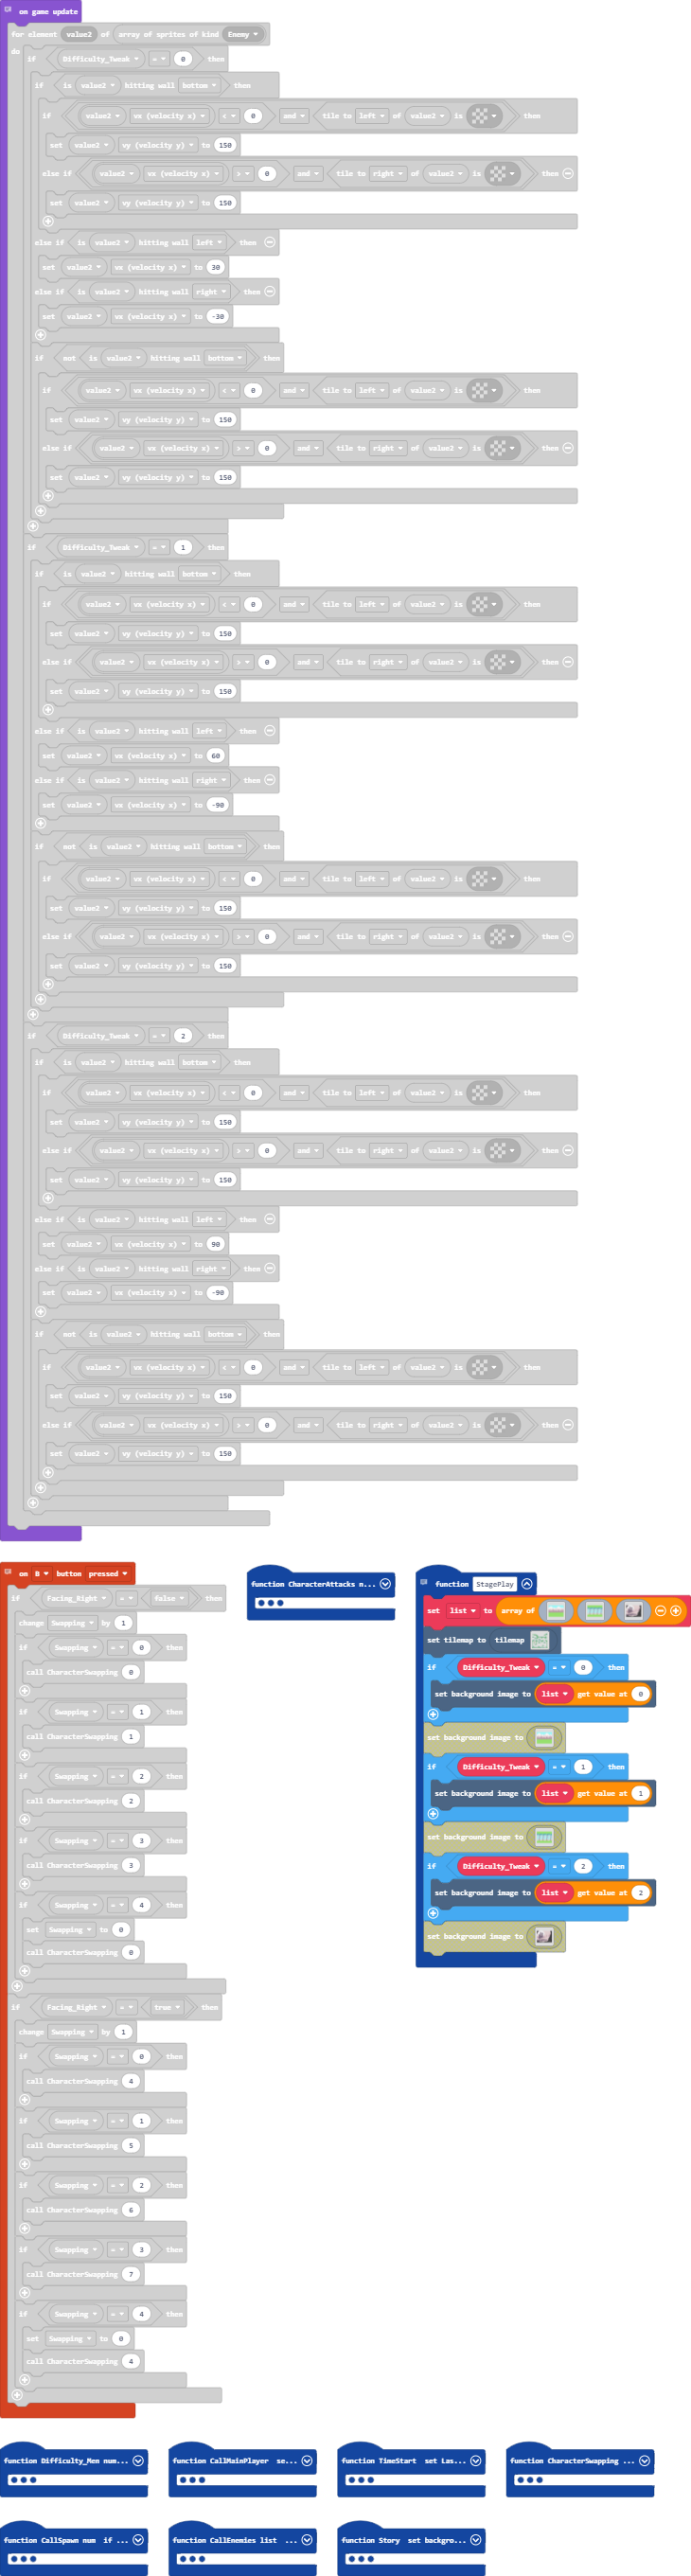 on game update
for element value2 of array of sprites of kind Enemy
do
if Difficulty_Tweak = 0 then
if is value2 hitting wall bottom then
if value2 vx (velocity x) < 0 and tile to left of value2 is then
set value2 vy (velocity y) to 150
else if value2 vx (velocity x) > 0 and tile to right of value2 is then
set value2 vy (velocity y) to 150
else if is value2 hitting wall left then
set value2 vx (velocity x) to 30
else if is value2 hitting wall right then
set value2 vx (velocity x) to -30
if not is value2 hitting wall bottom then
if value2 vx (velocity x) < 0 and tile to left of value2 is then
set value2 vy (velocity y) to 150
else if value2 vx (velocity x) > 0 and tile to right of value2 is then
set value2 vy (velocity y) to 150
if Difficulty_Tweak = 1 then
if is value2 hitting wall bottom then
if value2 vx (velocity x) < 0 and tile to left of value2 is then
set value2 vy (velocity y) to 150
else if value2 vx (velocity x) > 0 and tile to right of value2 is then
set value2 vy (velocity y) to 150
else if is value2 hitting wall left then
set value2 vx (velocity x) to 60
else if is value2 hitting wall right then
set value2 vx (velocity x) to -90
if not is value2 hitting wall bottom then
if value2 vx (velocity x) < 0 and tile to left of value2 is then
set value2 vy (velocity y) to 150
else if value2 vx (velocity x) > 0 and tile to right of value2 is then
set value2 vy (velocity y) to 150
if Difficulty_Tweak = 2 then
if is value2 hitting wall bottom then
if value2 vx (velocity x) < 0 and tile to left of value2 is then
set value2 vy (velocity y) to 150
else if value2 vx (velocity x) > 0 and tile to right of value2 is then
set value2 vy (velocity y) to 150
else if is value2 hitting wall left then
set value2 vx (velocity x) to 90
else if is value2 hitting wall right then
set value2 vx (velocity x) to -90
if not is value2 hitting wall bottom then
if value2 vx (velocity x) < 0 and tile to left of value2 is then
set value2 vy (velocity y) to 150
else if value2 vx (velocity x) > 0 and tile to right of value2 is then
set value2 vy (velocity y) to 150
on B button pressed
if Facing_Right = false then
change Swapping by 1
if Swapping = 0 then
call CharacterSwapping 0
if Swapping = 1 then
call CharacterSwapping 1
if Swapping = 2 then
call CharacterSwapping 2
if Swapping = 3 then
call CharacterSwapping 3
if Swapping = 4 then
set Swapping to 0
call CharacterSwapping 0
if Facing_Right = true then
change Swapping by 1
if Swapping = 0 then
call CharacterSwapping 4
if Swapping = 1 then
call CharacterSwapping 5
if Swapping = 2 then
call CharacterSwapping 6
if Swapping = 3 then
call CharacterSwapping 7
if Swapping = 4 then
set Swapping to 0
call CharacterSwapping 4
function CharacterAttacks n...
function StagePlay
set list to array of
set tilemap to tilemap
if Difficulty_Tweak = 0 then
set background image to list get value at 0
set background image to
if Difficulty_Tweak = 1 then
set background image to list get value at 1
set background image to
if Difficulty_Tweak = 2 then
set background image to list get value at 2
set background image to
function Difficulty_Men num...
function CallMainPlayer se...
function TimeStart set Las...
function CharacterSwapping ...
function CallSpawn num if ...
function CallEnemies list ...
function Story set backgro...